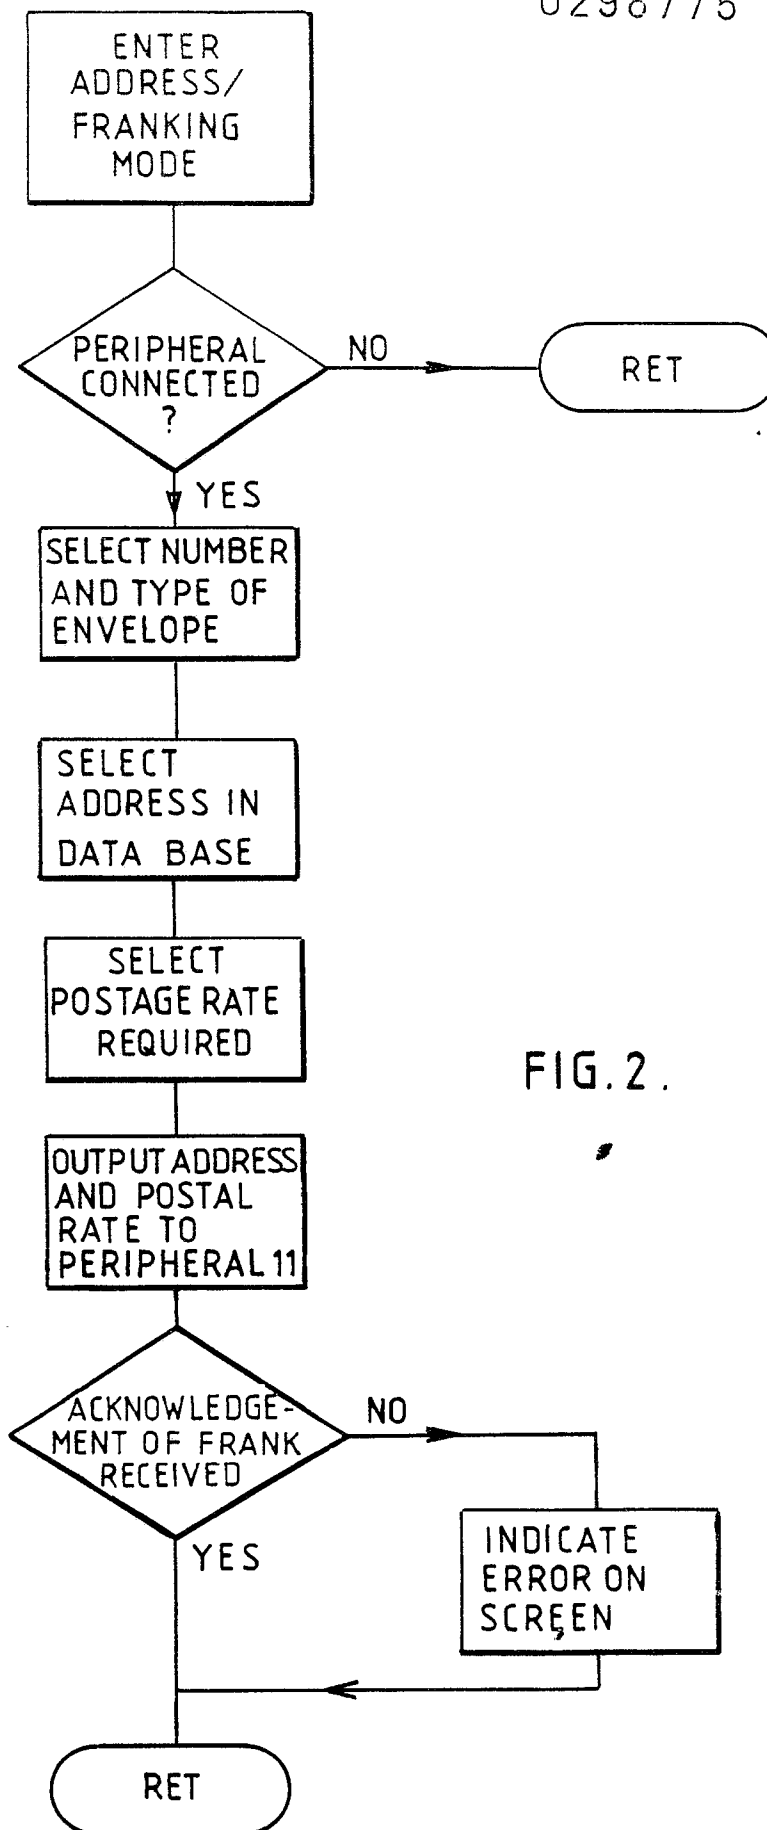 0298775
ENTER
ADDRESS/
FRANKING
MODE
PERIPHERAL
CONNECTED
?
NO
RET
YES
SELECT NUMBER
AND TYPE OF
ENVELOPE
SELECT
ADDRESS IN
DATA BASE
SELECT
POSTAGE RATE
REQUIRED
FIG. 2.
OUTPUT ADDRESS
AND POSTAL
RATE TO
PERIPHERAL 11
ACKNOWLEDGE-
MENT OF FRANK
RECEIVED
NO
YES
INDICATE
ERROR ON
SCREEN
RET